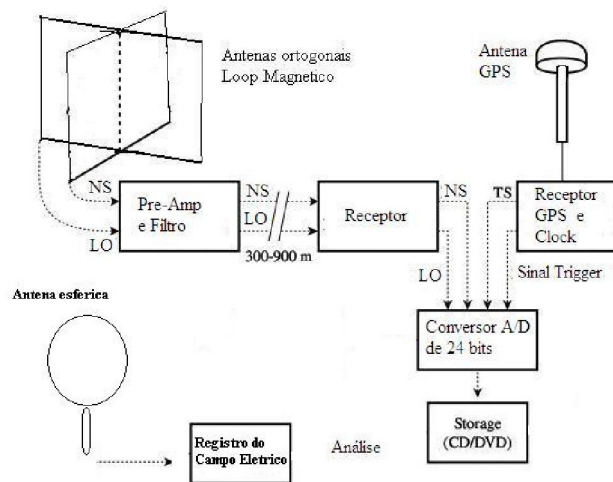 Antenas ortogonais
Loop Magnetico
Antena
GPS
NS
LO
Pre-Amp
e Filtro
NS
LO
300-900 m
Receptor
NS
LO
TS
Receptor
GPS e
Clock
Sinal Trigger
Conversor A/D
de 24 bits
Storage
(CD/DVD)
Antena esferica
Registro do
Campo Eletrico
Análise